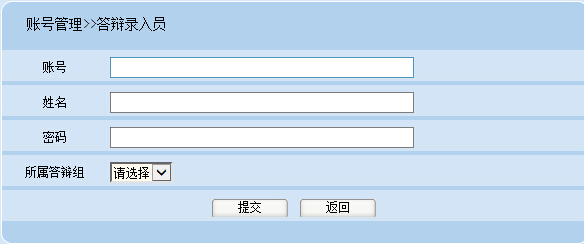 账号管理>>答辩录入员
账号
姓名
密码
所属答辩组 请选择
提交 返回